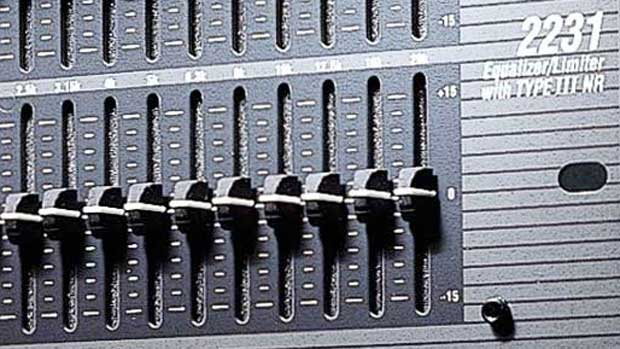 -15
2231
Equalizer/Limiter
with TYPE III NR
2.5k 3.15k 4k 5k 6.3k 8k 10k 12.5k 16k 20k
+15
0
-15